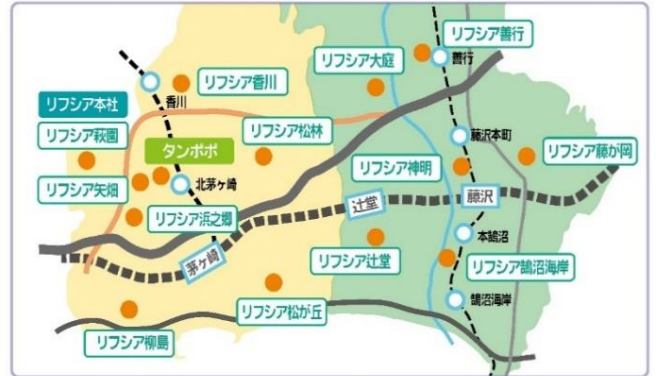 リフシア善行
リフシア大庭
善行
リフシア香川
香川
リフシア本社
リフシア萩園
リフシア松林
タンポポ
藤沢本町
リフシア藤が岡
リフシア神明
リフシア矢畑
北茅ヶ崎
藤沢
辻堂
リフシア浜之郷
本鵠沼
茅ヶ崎
リフシア辻堂
リフシア鵠沼海岸
鵠沼海岸
リフシア松が丘
リフシア柳島